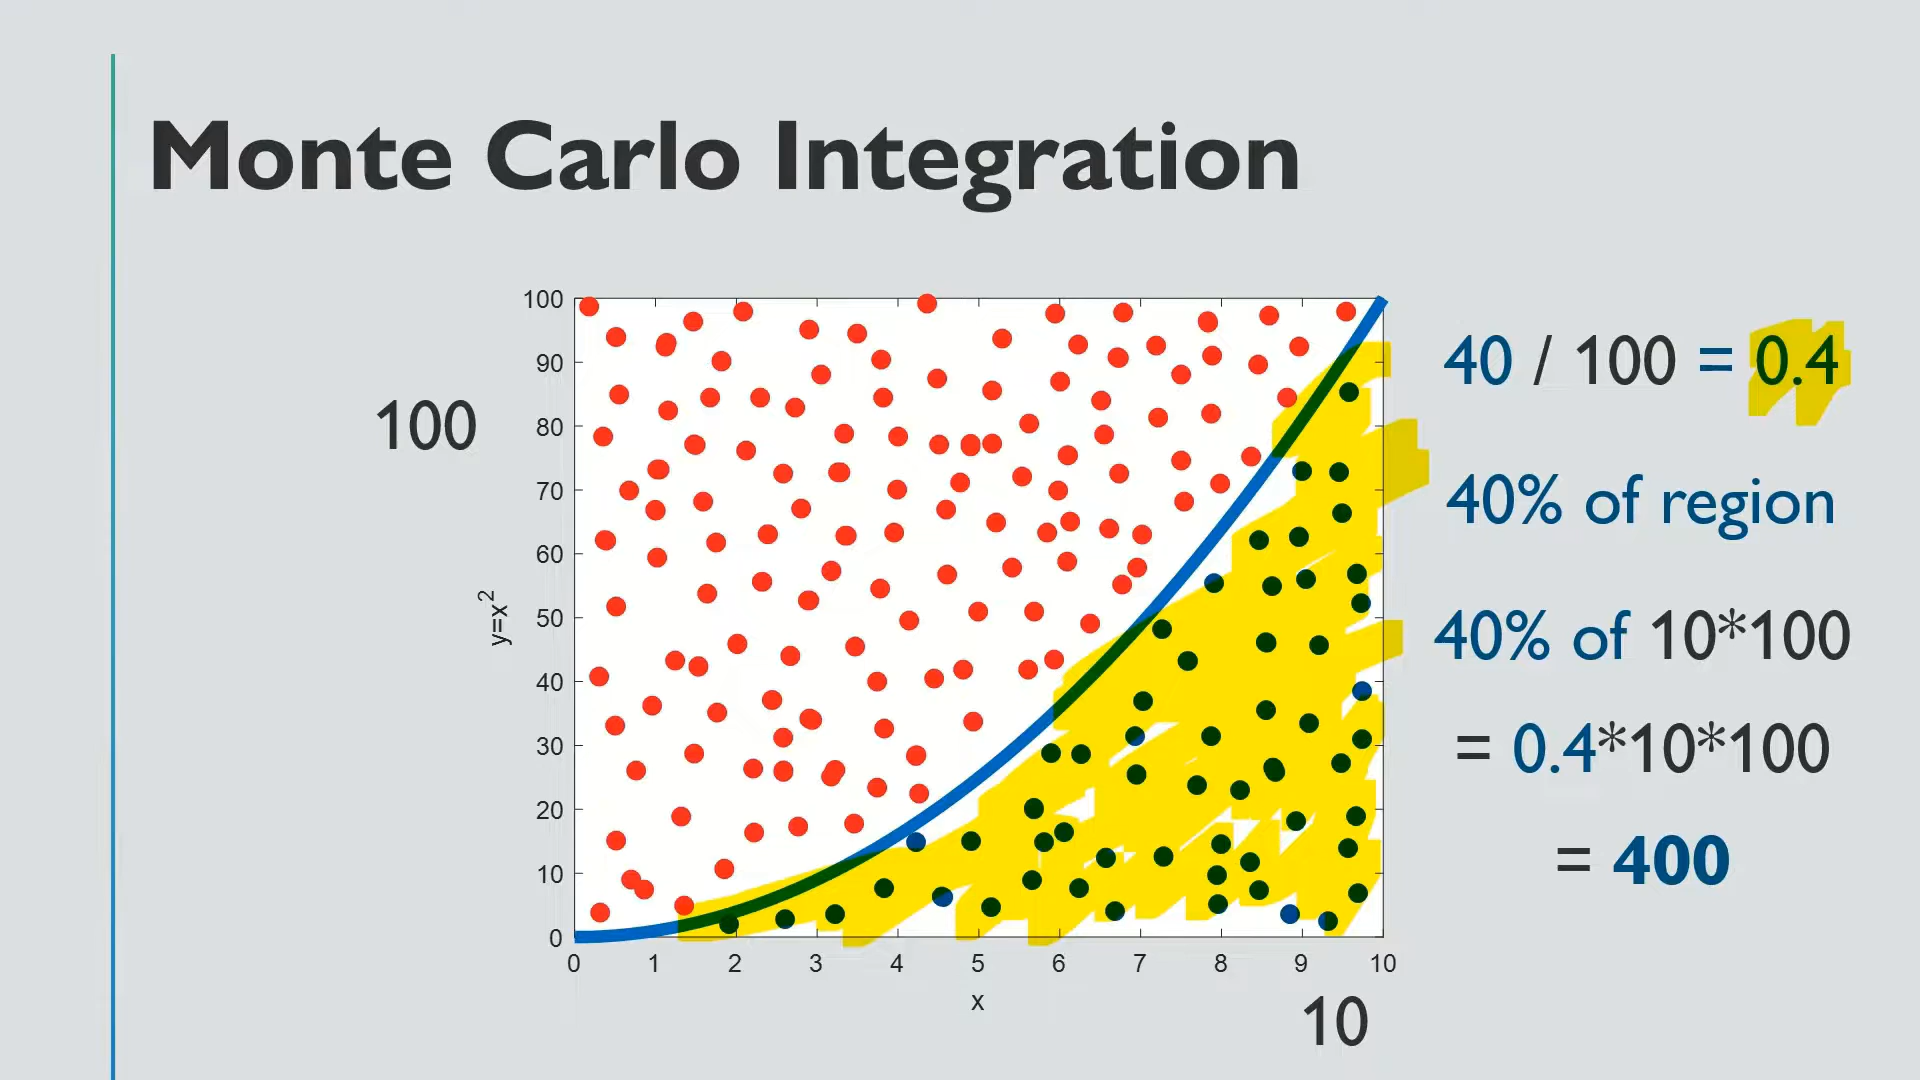 Monte Carlo Integration
100
y=x²
100
90
80
70
60
50
40
30
20
10
0
0 1 2 3 4 5 6 7 8 9 10
x
10
40 / 100 = 0.4
40% of region
40% of 10*100
= 0.4*10*100
= 400